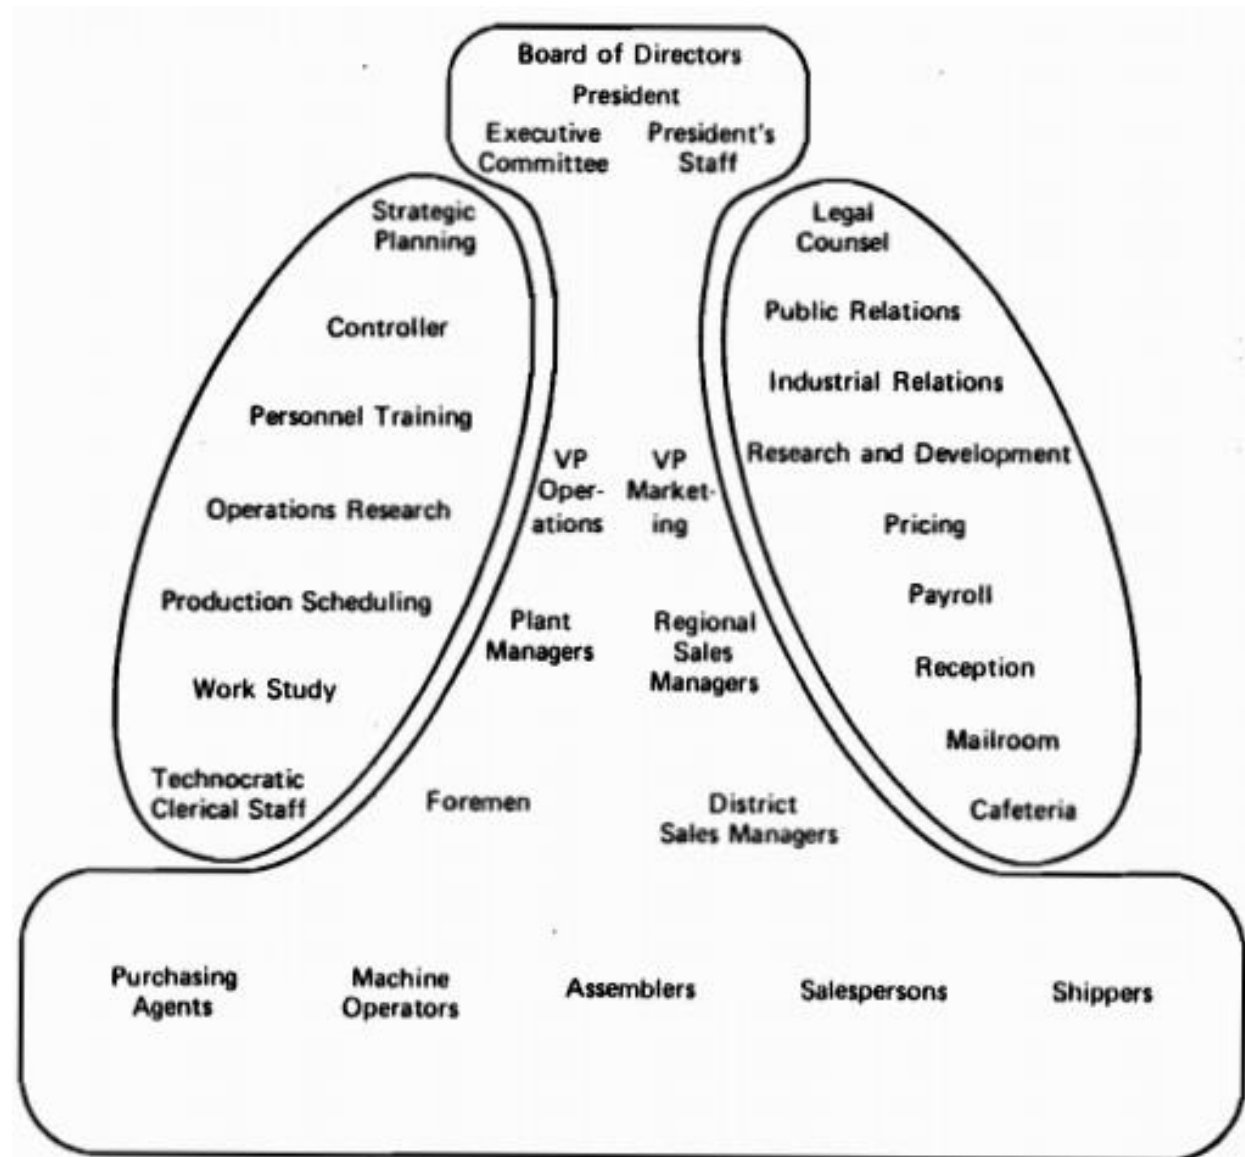 Board of Directors
President
Executive
Committee
President's
Staff
Strategic
Planning
Controller
Personnel Training
Operations Research
Production Scheduling
Work Study
Technocratic
Clerical Staff
VP
Oper-
ations
VP
Market-
ing
Plant
Managers
Regional
Sales
Managers
Foremen
District
Sales Managers
Legal
Counsel
Public Relations
Industrial Relations
Research and Development
Pricing
Payroll
Reception
Mailroom
Cafeteria
Purchasing
Agents
Machine
Operators
Assemblers
Salespersons
Shippers